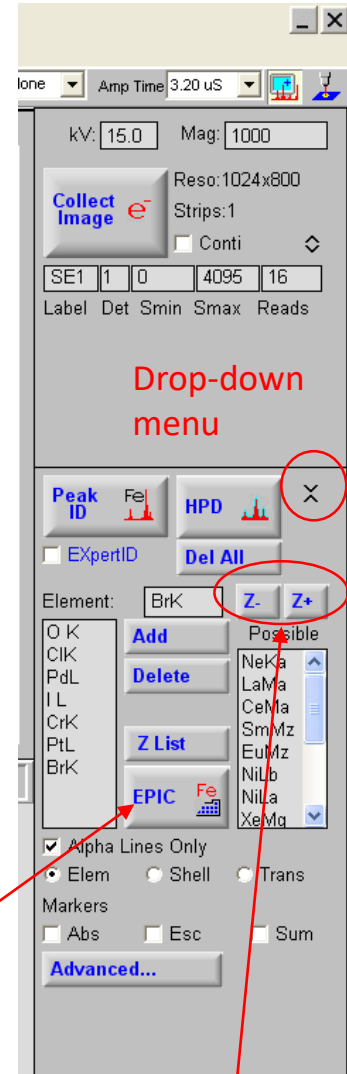 lone Amp Time 3.20 uS
kV: 15.0 Mag: 1000
Collect Image e⁻
Reso:1024x800
Strips:1
Conti
SE1 1 0 4095 16
Label Det Smin Smax Reads
Drop-down
menu
Peak ID Fe HPD
EXpertID Del All
Element: BrK Z- Z+
O K
ClK
PdL
I L
CrK
PtL
BrK
Add
Delete
Z List
EPIC Fe
Possible
NeKa
LaMa
CeMa
SmMz
EuMz
NiLb
NiLa
XeMg
Alpha Lines Only
Elem Shell Trans
Markers
Abs Esc Sum
Advanced...